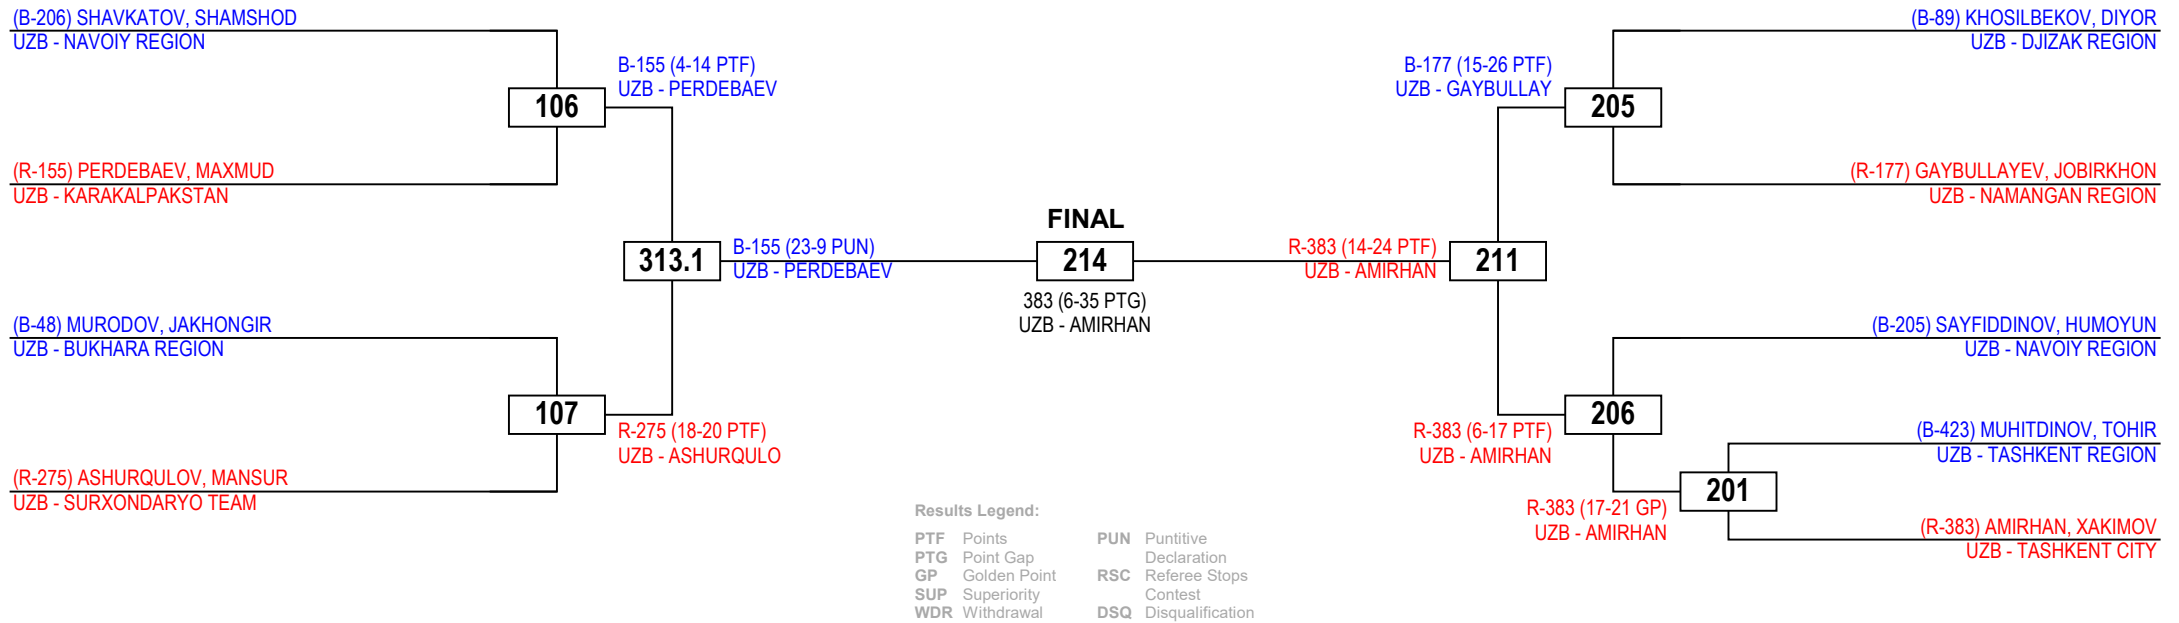 (B-206) SHAVKATOV, SHAMSHOD
UZB - NAVOIY REGION
B-155 (4-14 PTF)
UZB - PERDEBAEV
106
(R-155) PERDEBAEV, MAXMUD
UZB - KARAKALPAKSTAN
313.1
B-155 (23-9 PUN)
UZB - PERDEBAEV
(B-48) MURODOV, JAKHONGIR
UZB - BUKHARA REGION
107
R-275 (18-20 PTF)
UZB - ASHURQULO
(R-275) ASHURQULOV, MANSUR
UZB - SURXONDARYO TEAM
FINAL
214
383 (6-35 PTG)
UZB - AMIRHAN
(B-89) KHOSILBEKOV, DIYOR
UZB - DJIZAK REGION
B-177 (15-26 PTF)
UZB - GAYBULLAY
205
(R-177) GAYBULLAYEV, JOBIRKHON
UZB - NAMANGAN REGION
R-383 (14-24 PTF)
UZB - AMIRHAN
211
(B-205) SAYFIDDINOV, HUMOYUN
UZB - NAVOIY REGION
206
R-383 (6-17 PTF)
UZB - AMIRHAN
(B-423) MUHITDINOV, TOHIR
UZB - TASHKENT REGION
201
R-383 (17-21 GP)
UZB - AMIRHAN
(R-383) AMIRHAN, XAKIMOV
UZB - TASHKENT CITY
Results Legend:
PTF Points
PTG Point Gap
GP Golden Point
SUP Superiority
WDR Withdrawal
PUN Puntitive
Declaration
RSC Referee Stops
Contest
DSQ Disqualification